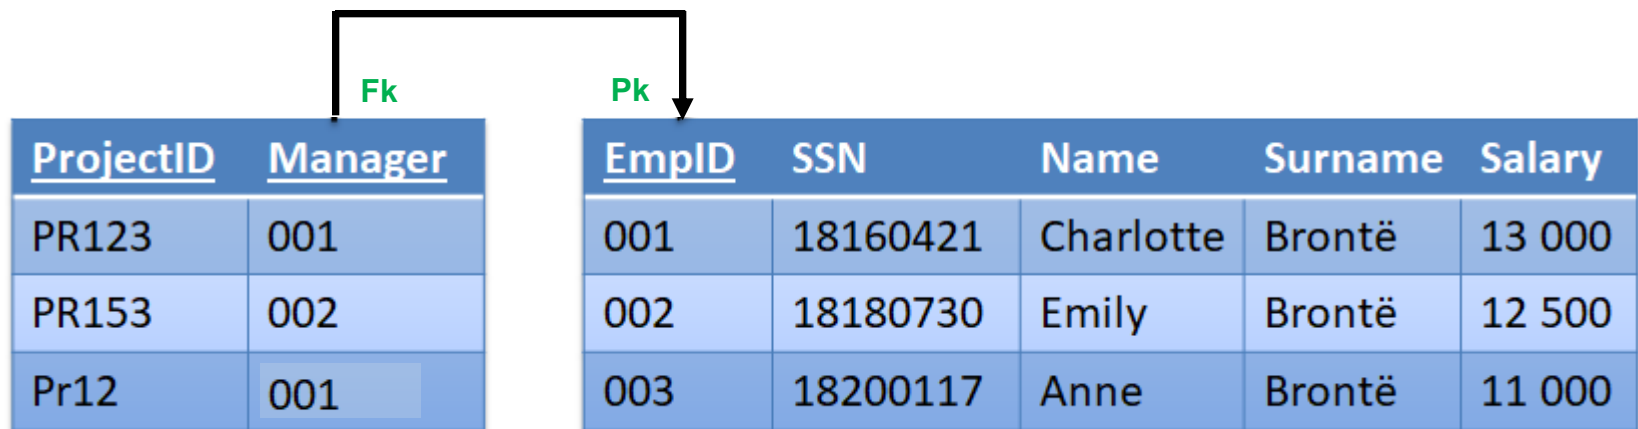 Fk Pk
ProjectID Manager EmpID SSN Name Surname Salary
PR123 001 001 18160421 Charlotte Brontë 13 000
PR153 002 002 18180730 Emily Brontë 12 500
Pr12 001 003 18200117 Anne Brontë 11 000